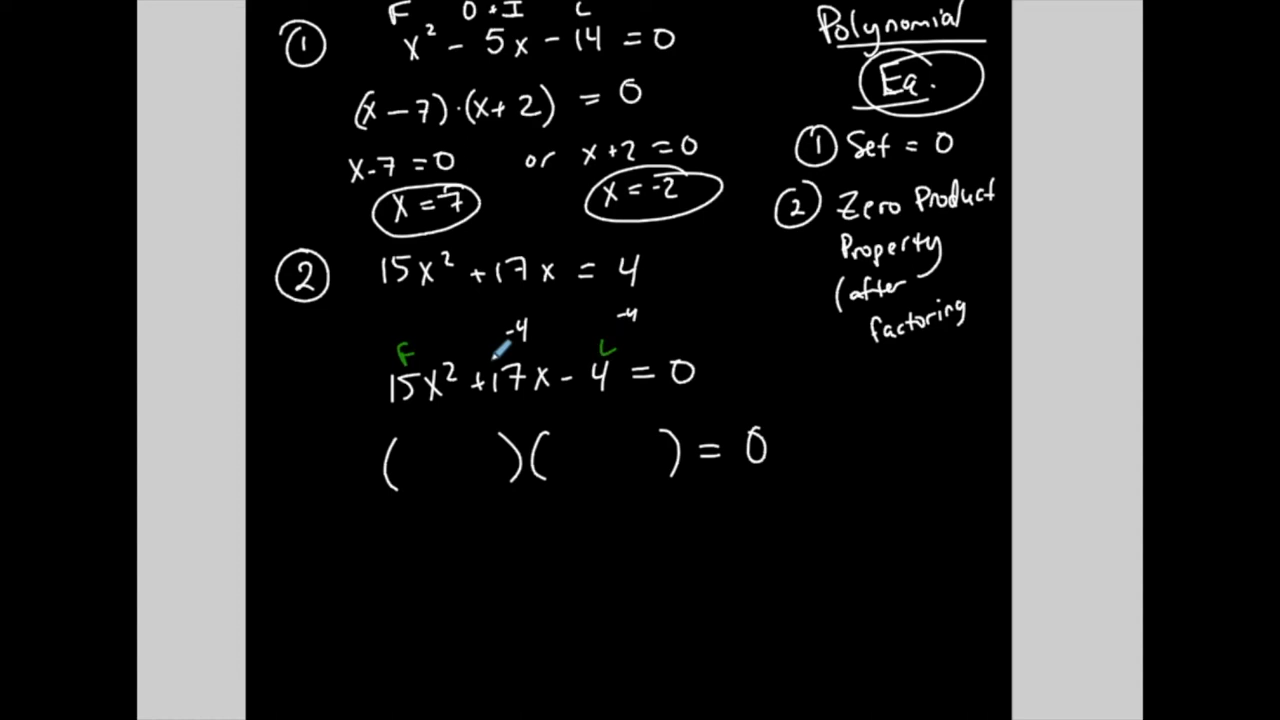 F O + I L
① x² - 5x - 14 = 0
(x - 7)·(x + 2) = 0
x - 7 = 0 or x + 2 = 0
x = 7 x = -2
② 15x² + 17x = 4
-4 -4
F L
15x² + 17x - 4 = 0
( )( ) = 0
Polynomial
Eq.
① Set = 0
② Zero Product
Property
(after
factoring